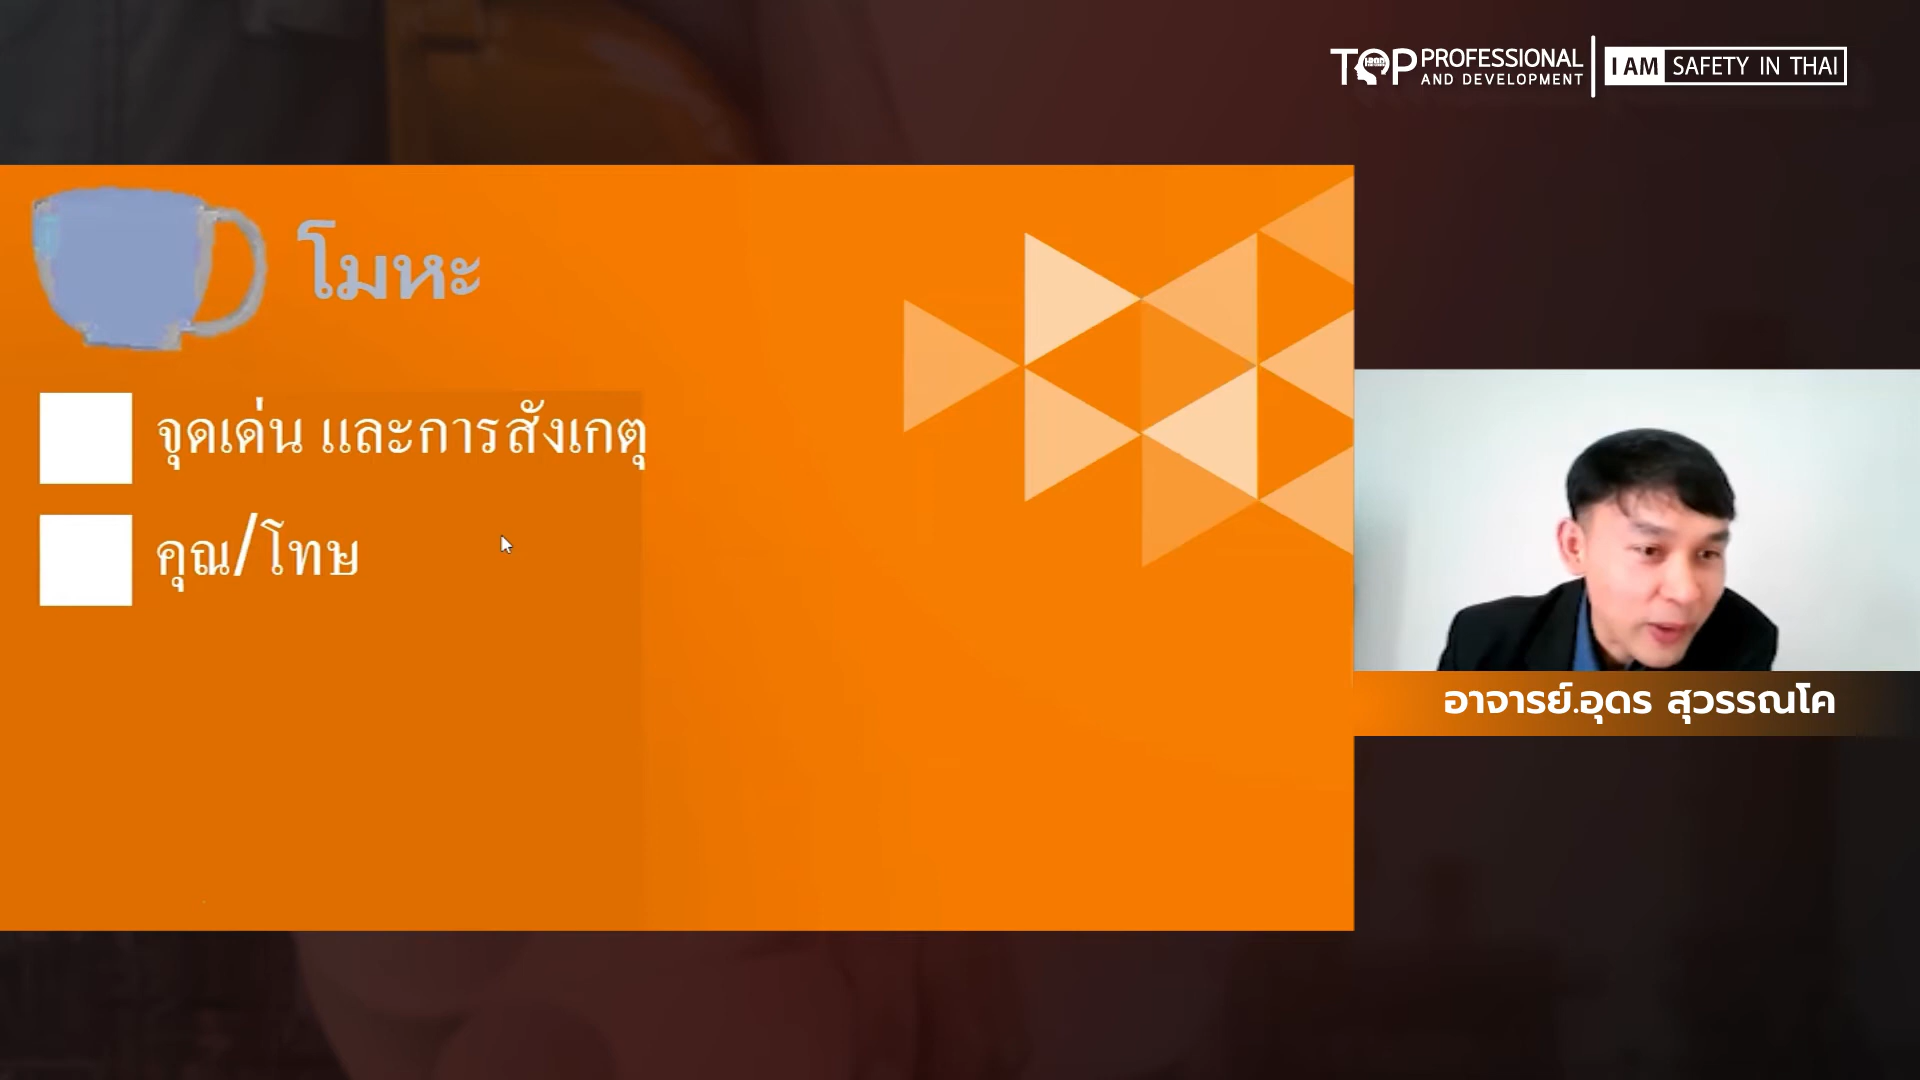 TOP PROFESSIONAL
AND DEVELOPMENT
I AM SAFETY IN THAI
โมหะ
จุดเด่น และการสังเกตุ
คุณ/โทษ
อาจารย์.อุดร สุวรรณโค